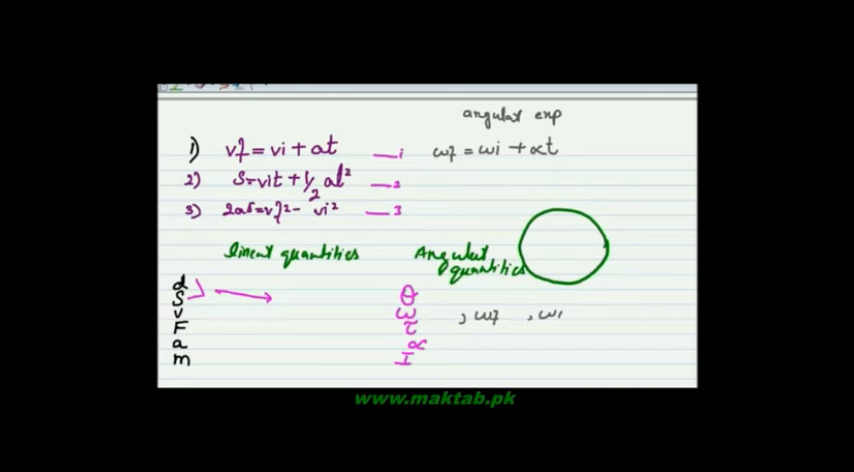 angular exp
1) vf = vi + at — i ωf = ωi + αt
2) S = vit + 1/2 at² — 2
3) 2aS = vf² - vi² — 3
linear quantities Angular quantities
d θ
S
v ω , ωf , ωi
F τ
a α
m I
www.maktab.pk